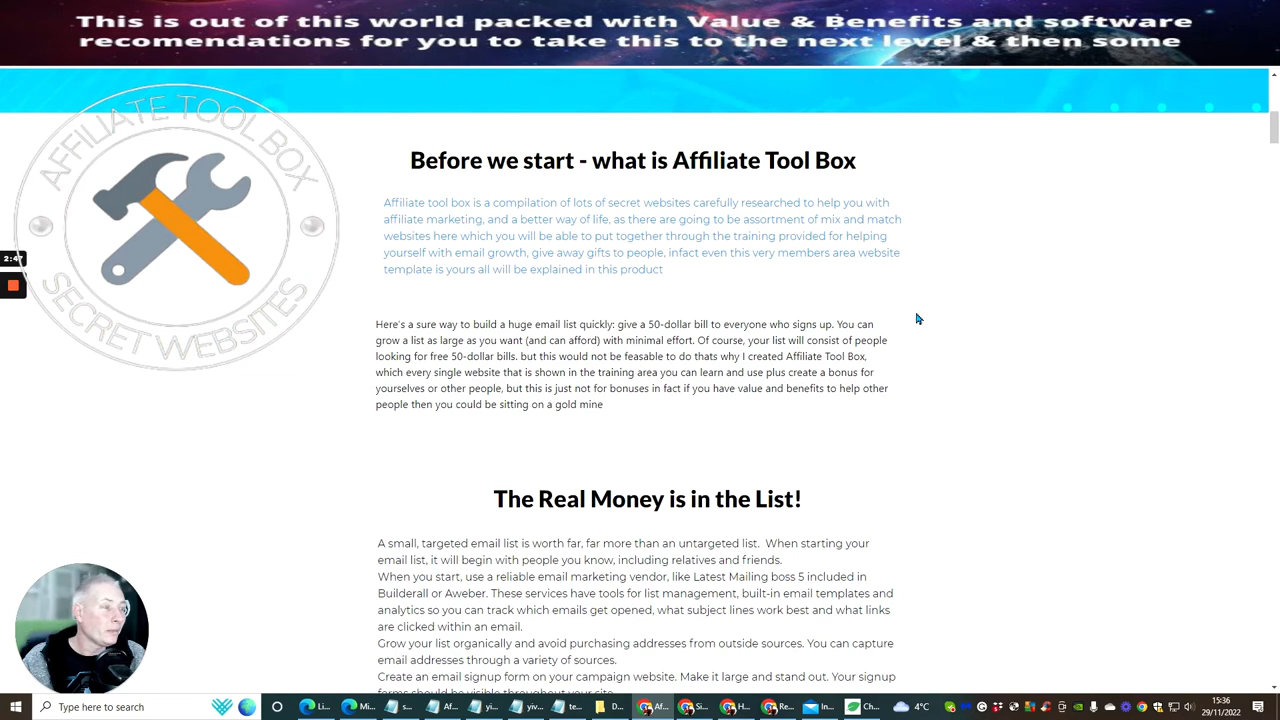 This is out of this world packed with Value & Benefits and software
recomendations for you to take this to the next level & then some
AFFILIATE TOOL BOX
SECRET WEBSITES
2:47
Before we start - what is Affiliate Tool Box
Affiliate tool box is a compilation of lots of secret websites carefully researched to help you with
affiliate marketing, and a better way of life, as there are going to be assortment of mix and match
websites here which you will be able to put together through the training provided for helping
yourself with email growth, give away gifts to people, infact even this very members area website
template is yours all will be explained in this product
Here's a sure way to build a huge email list quickly: give a 50-dollar bill to everyone who signs up. You can
grow a list as large as you want (and can afford) with minimal effort. Of course, your list will consist of people
looking for free 50-dollar bills. but this would not be feasable to do thats why I created Affiliate Tool Box,
which every single website that is shown in the training area you can learn and use plus create a bonus for
yourselves or other people, but this is just not for bonuses in fact if you have value and benefits to help other
people then you could be sitting on a gold mine
The Real Money is in the List!
A small, targeted email list is worth far, far more than an untargeted list. When starting your
email list, it will begin with people you know, including relatives and friends.
When you start, use a reliable email marketing vendor, like Latest Mailing boss 5 included in
Builderall or Aweber. These services have tools for list management, built-in email templates and
analytics so you can track which emails get opened, what subject lines work best and what links
are clicked within an email.
Grow your list organically and avoid purchasing addresses from outside sources. You can capture
email addresses through a variety of sources.
Create an email signup form on your campaign website. Make it large and stand out. Your signup
forms should be visible throughout your site.
Type here to search
Li...
Mi...
s...
Af...
yi...
yiv...
te...
D...
Af...
Si...
H...
Re...
In...
Ch...
4°C
15:36
29/11/2022